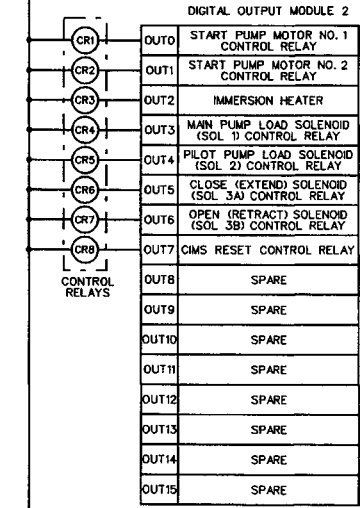 DIGITAL OUTPUT MODULE 2
CR1 OUT0 START PUMP MOTOR NO. 1
CONTROL RELAY
CR2 OUT1 START PUMP MOTOR NO. 2
CONTROL RELAY
CR3 OUT2 IMMERSION HEATER
CR4 OUT3 MAIN PUMP LOAD SOLENOID
(SOL 1) CONTROL RELAY
CR5 OUT4 PILOT PUMP LOAD SOLENOID
(SOL 2) CONTROL RELAY
CR6 OUT5 CLOSE (EXTEND) SOLENOID
(SOL 3A) CONTROL RELAY
CR7 OUT6 OPEN (RETRACT) SOLENOID
(SOL 3B) CONTROL RELAY
CR8 OUT7 CIMS RESET CONTROL RELAY
CONTROL
RELAYS
OUT8 SPARE
OUT9 SPARE
OUT10 SPARE
OUT11 SPARE
OUT12 SPARE
OUT13 SPARE
OUT14 SPARE
OUT15 SPARE